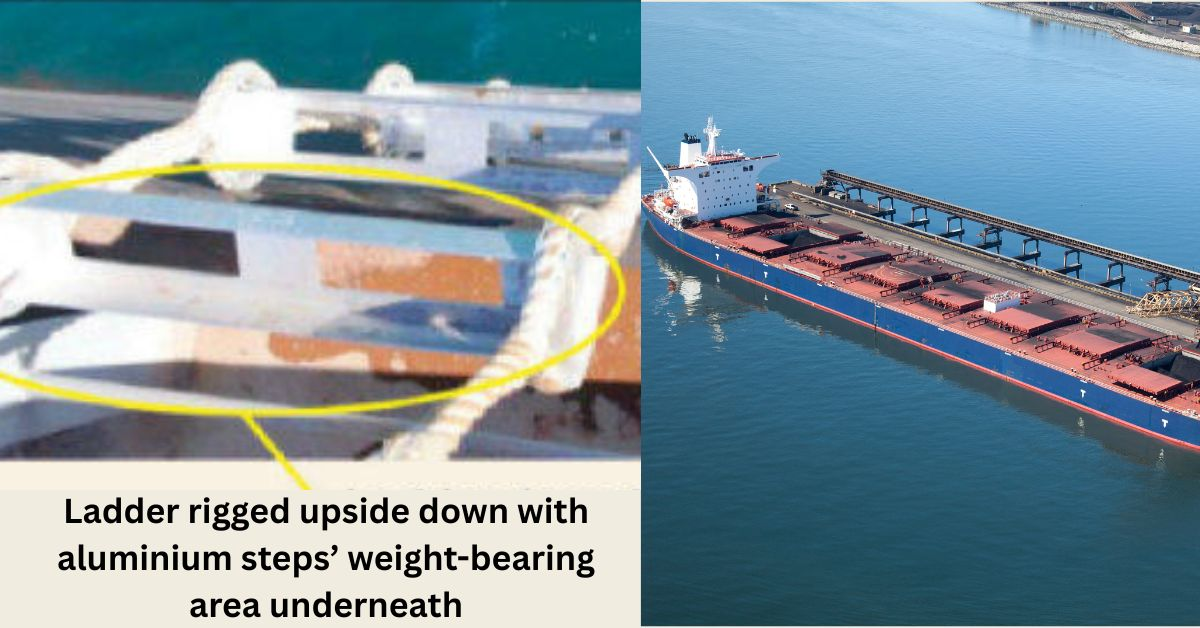 Ladder rigged upside down with
aluminium steps’ weight-bearing
area underneath